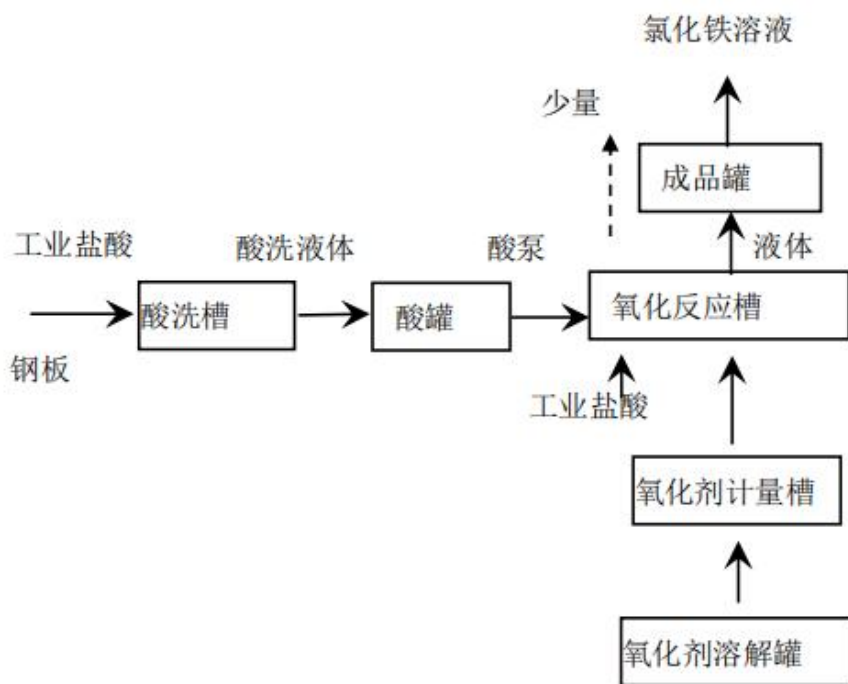 氯化铁溶液
少量
成品罐
工业盐酸
酸洗液体
酸泵
液体
酸洗槽
酸罐
氧化反应槽
钢板
工业盐酸
氧化剂计量槽
氧化剂溶解罐